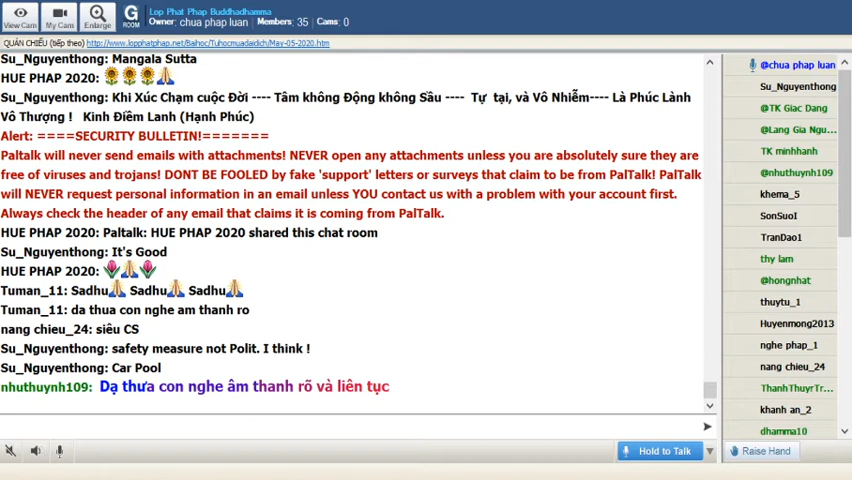 Lop Phat Phap Buddhadhamma
Owner: chua phap luan Members: 35 Cams: 0
View Cam
My Cam
Enlarge
G
ROOM
QUÁN CHIẾU (tiếp theo) http://www.lopphatphap.net/Baihoc/Tuhocmuadaidich/May-05-2020.htm
Su_Nguyenthong: Mangala Sutta
HUE PHAP 2020:
Su_Nguyenthong: Khi Xúc Chạm cuộc Đời ---- Tâm không Động không Sầu ---- Tự tại, và Vô Nhiễm---- Là Phúc Lành
Vô Thượng ! Kinh Điềm Lanh (Hạnh Phúc)
Alert: ====SECURITY BULLETIN!=======
Paltalk will never send emails with attachments! NEVER open any attachments unless you are absolutely sure they are
free of viruses and trojans! DONT BE FOOLED by fake 'support' letters or surveys that claim to be from PalTalk! PalTalk
will NEVER request personal information in an email unless YOU contact us with a problem with your account first.
Always check the header of any email that claims it is coming from PalTalk.
HUE PHAP 2020: Paltalk: HUE PHAP 2020 shared this chat room
Su_Nguyenthong: It's Good
HUE PHAP 2020:
Tuman_11: Sadhu Sadhu Sadhu
Tuman_11: da thua con nghe am thanh ro
nang chieu_24: siêu CS
Su_Nguyenthong: safety measure not Polit. I think !
Su_Nguyenthong: Car Pool
nhuthuynh109: Dạ thưa con nghe âm thanh rõ và liên tục
@chua phap luan
Su_Nguyenthong
@TK Giac Dang
@Lang Gia Ngu...
TK minhhanh
@nhuthuynh109
khema_5
SonSuoI
TranDao1
thy lam
@hongnhat
thuytu_1
Huyenmong2013
nghe phap_1
nang chieu_24
ThanhThuyrTr...
khanh an_2
dhamma10
Hold to Talk
Raise Hand